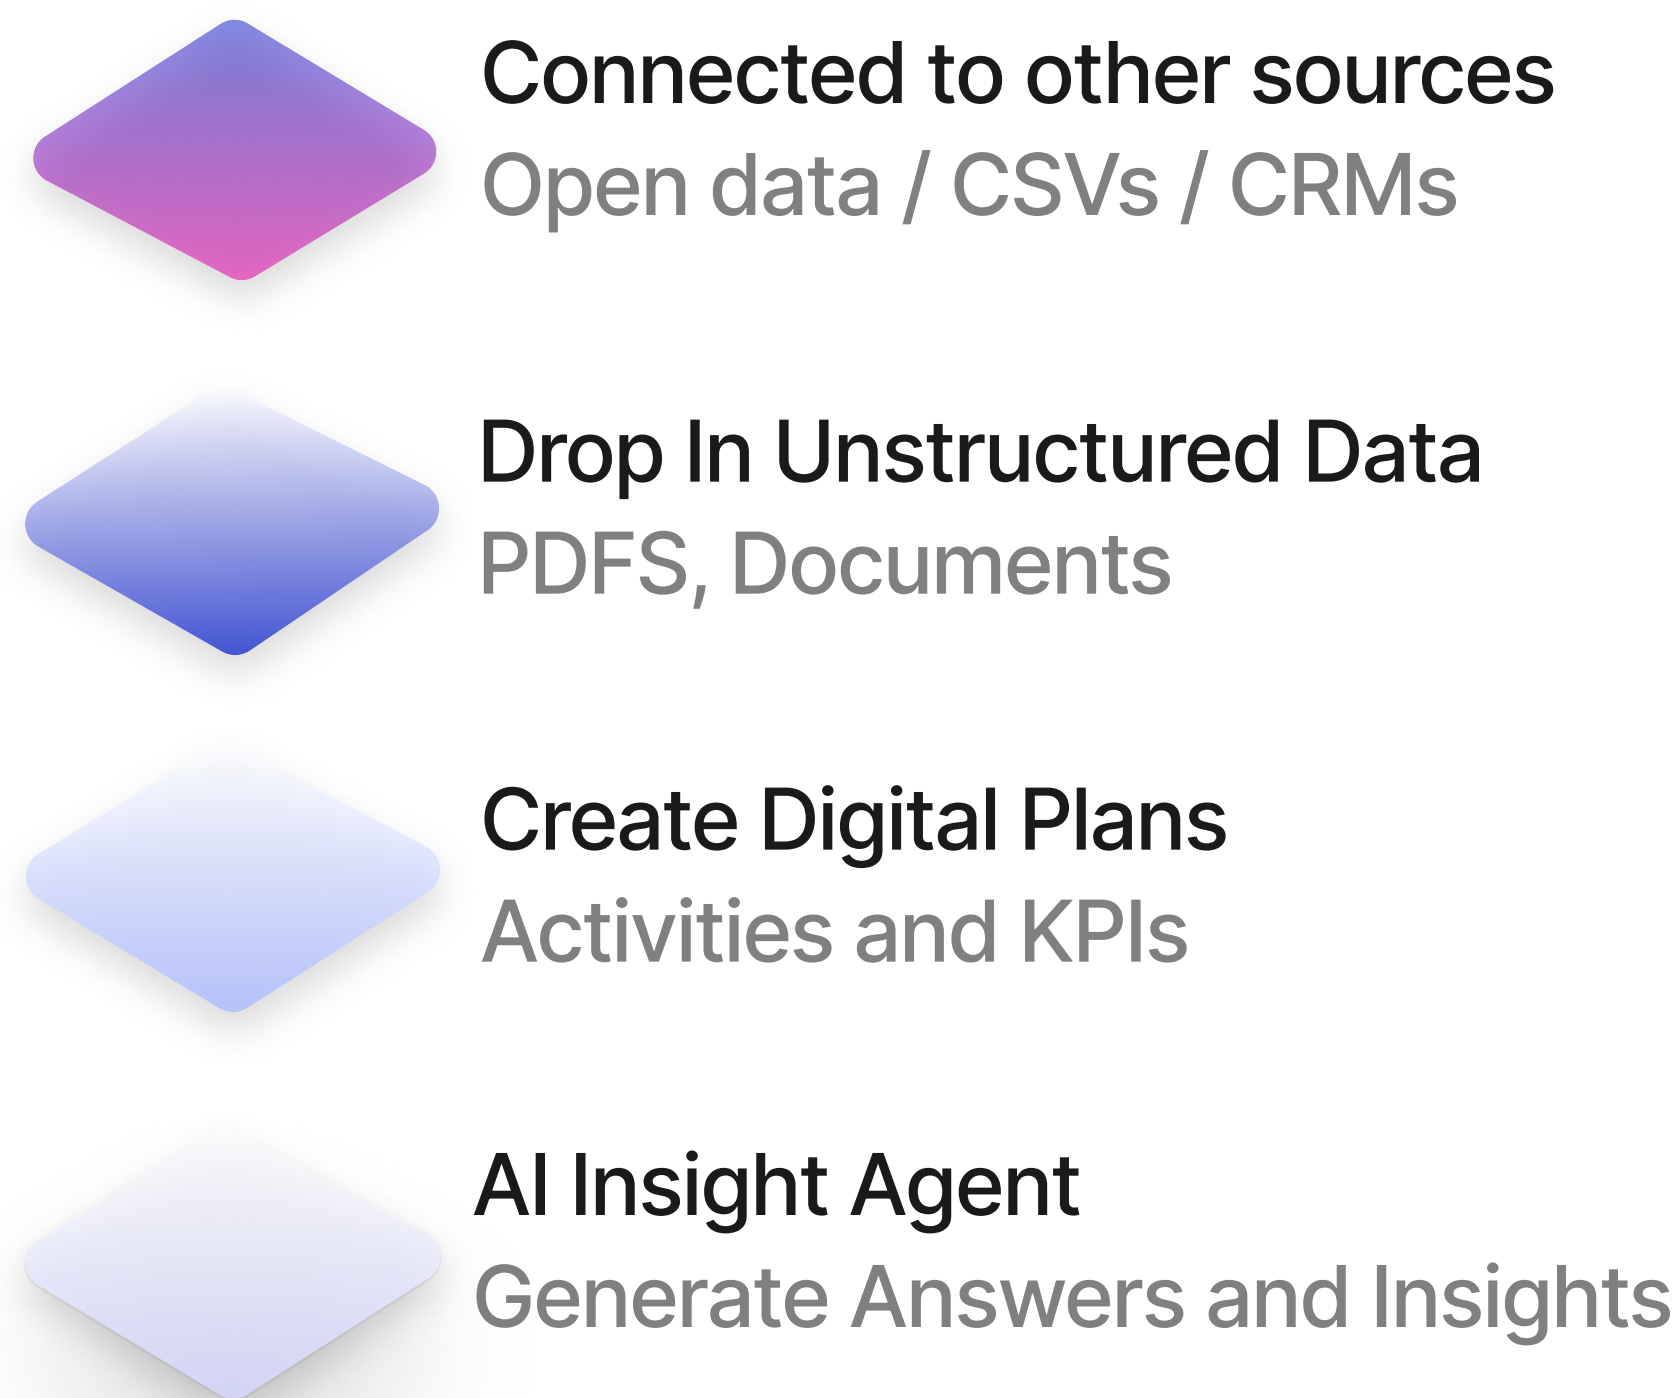 Connected to other sources
Open data / CSVs / CRMs
Drop In Unstructured Data
PDFS, Documents
Create Digital Plans
Activities and KPIs
AI Insight Agent
Generate Answers and Insights